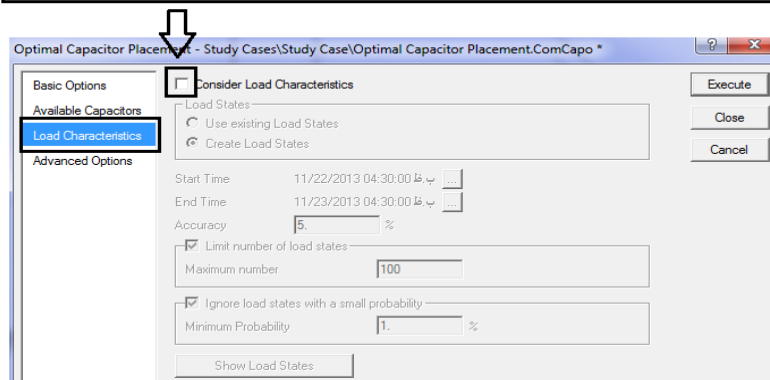 Optimal Capacitor Placement - Study Cases\Study Case\Optimal Capacitor Placement.ComCapo *
Basic Options
Available Capacitors
Load Characteristics
Advanced Options
Consider Load Characteristics
Load States
Use existing Load States
Create Load States
Start Time 11/22/2013 04:30:00 ب.ظ ...
End Time 11/23/2013 04:30:00 ب.ظ ...
Accuracy 5. %
Limit number of load states
Maximum number 100
Ignore load states with a small probability
Minimum Probability 1. %
Show Load States
Execute
Close
Cancel